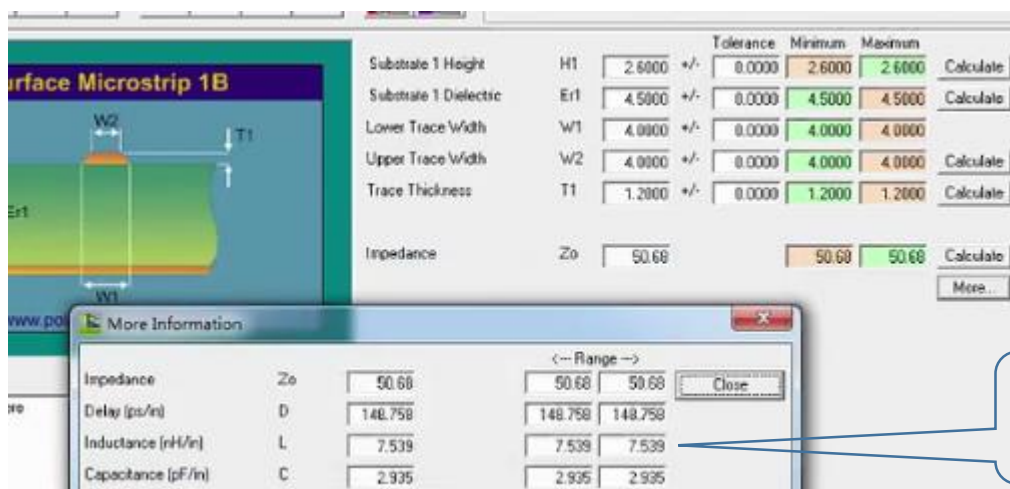 Tolerance Minimum Maximum
Substrate 1 Height H1 2.6000 +/- 0.0000 2.6000 2.6000 Calculate
Substrate 1 Dielectric Er1 4.5000 +/- 0.0000 4.5000 4.5000 Calculate
Lower Trace Width W1 4.0000 +/- 0.0000 4.0000 4.0000
Upper Trace Width W2 4.0000 +/- 0.0000 4.0000 4.0000 Calculate
Trace Thickness T1 1.2000 +/- 0.0000 1.2000 1.2000 Calculate
Impedance Zo 50.68 50.68 50.68 Calculate
More...
Microstrip 1B
W2
T1
Er1
W1
More Information
<--- Range --->
Impedance Zo 50.68 50.68 50.68 Close
Delay (ps/in) D 148.758 148.758 148.758
Inductance (nH/in) L 7.539 7.539 7.539
Capacitance (pF/in) C 2.935 2.935 2.935